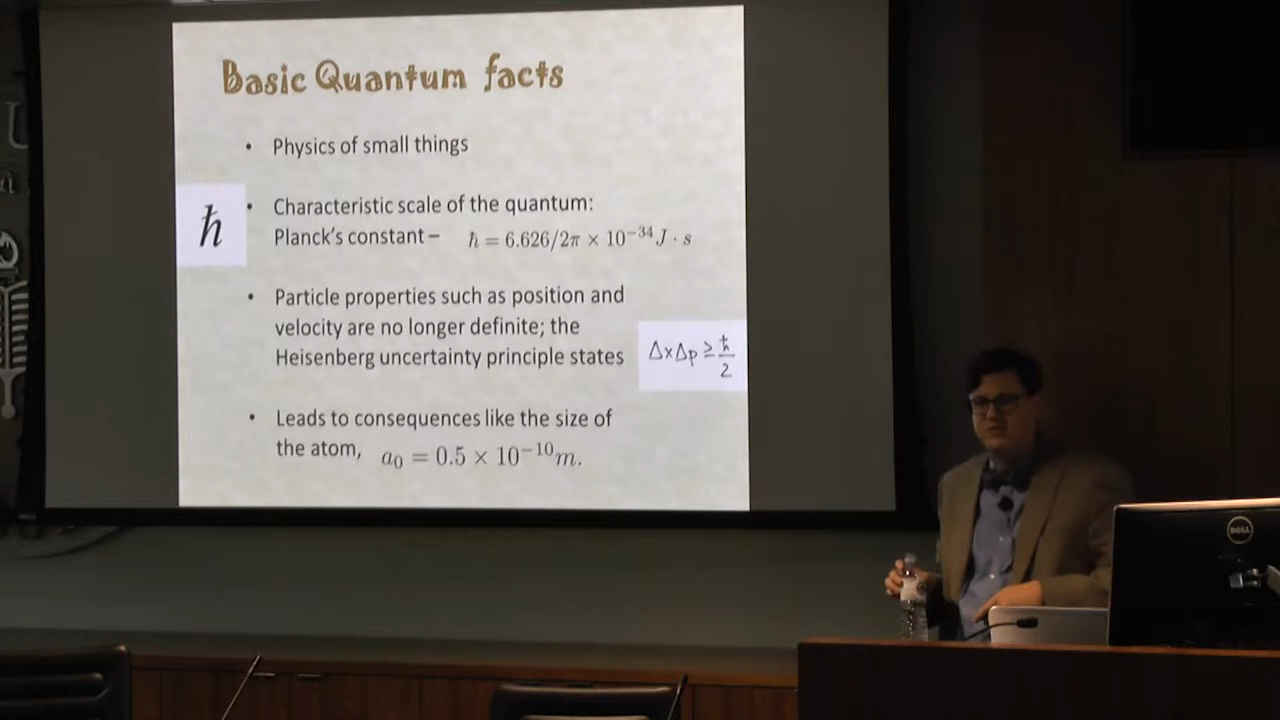 Basic Quantum facts
• Physics of small things
ħ
• Characteristic scale of the quantum:
Planck's constant – ħ = 6.626/2π × 10⁻³⁴ J · s
• Particle properties such as position and
velocity are no longer definite; the
Heisenberg uncertainty principle states
ΔxΔp ≥ ħ/2
• Leads to consequences like the size of
the atom, a₀ = 0.5 × 10⁻¹⁰ m.
DELL